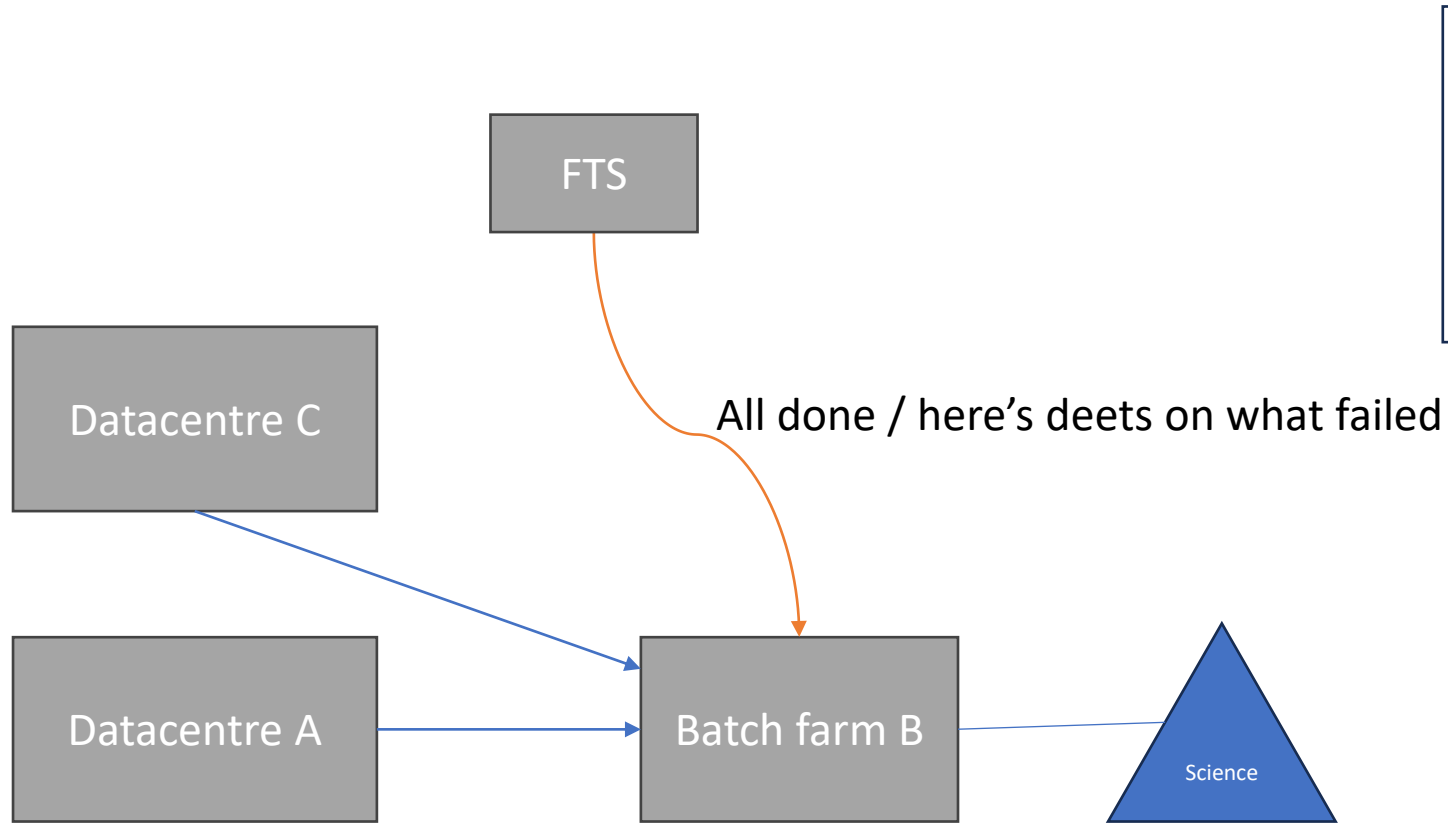 FTS
Datacentre C
All done / here’s deets on what failed
Datacentre A
Batch farm B
Science